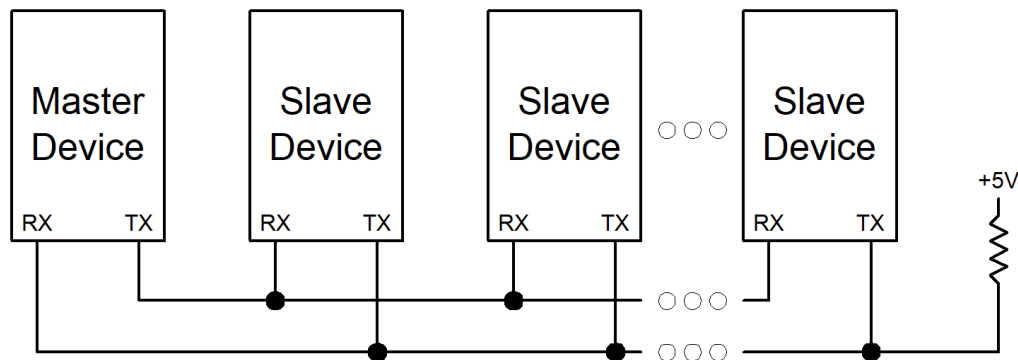 Master
Device
RX TX
Slave
Device
RX TX
Slave
Device
RX TX
Slave
Device
RX TX
+5V